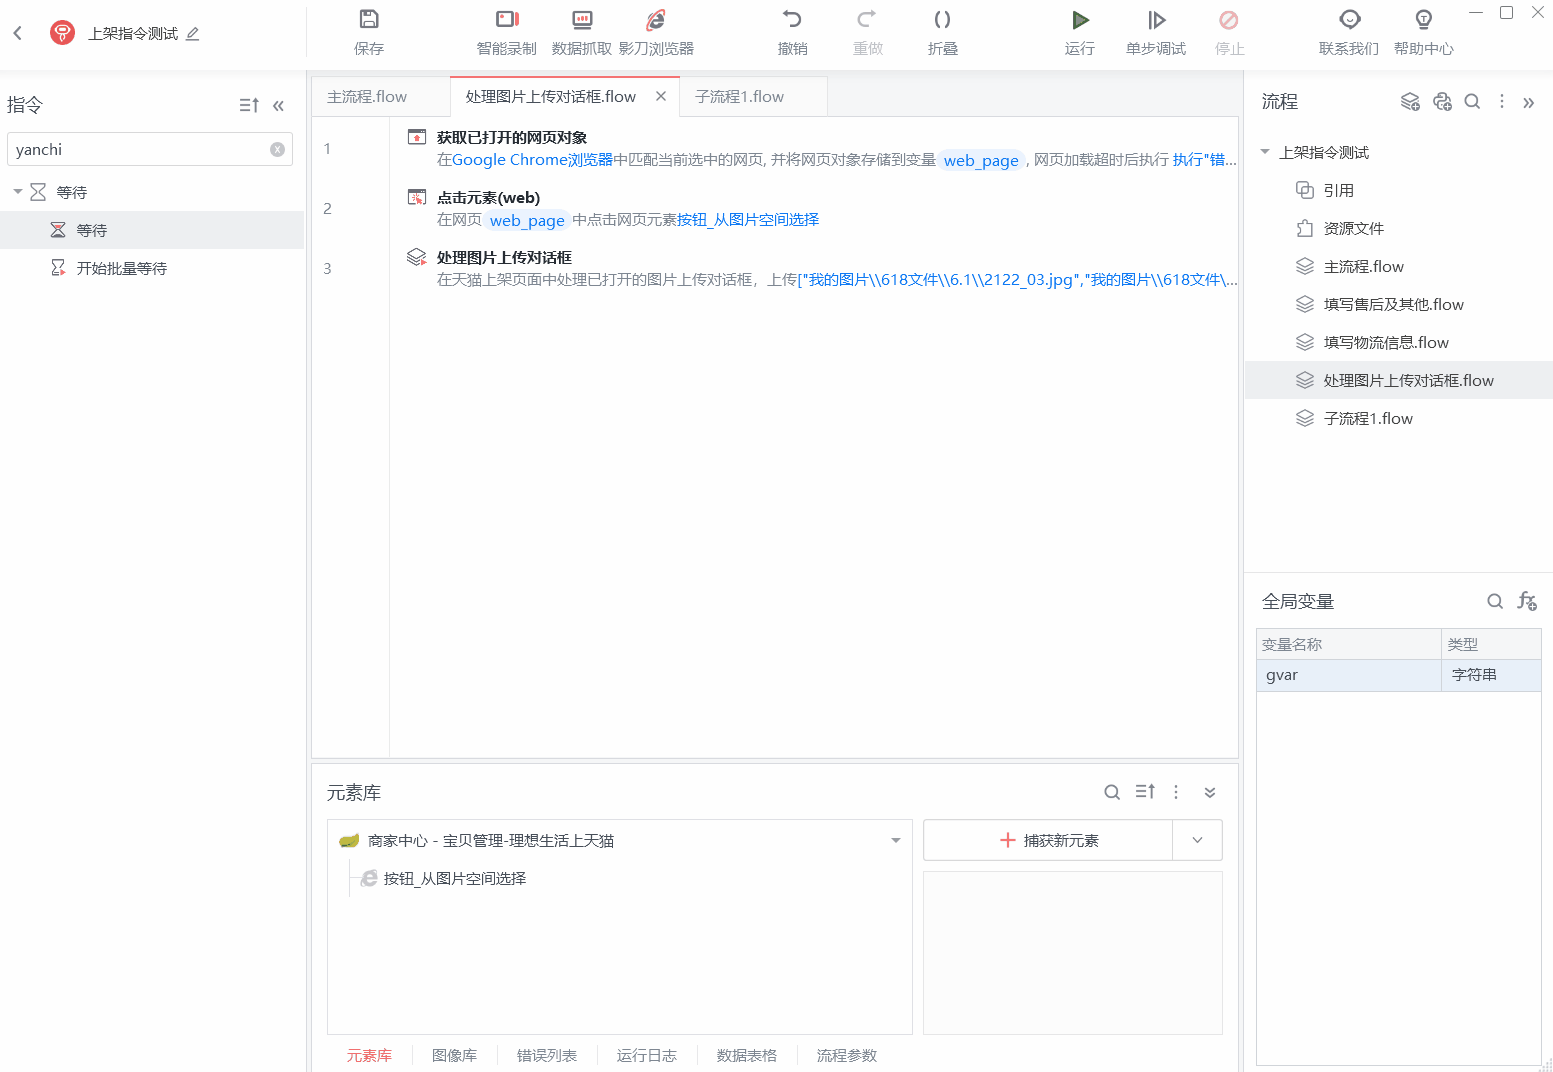 上架指令测试
保存
智能录制
数据抓取
影刀浏览器
撤销
重做
折叠
运行
单步调试
停止
联系我们
帮助中心
指令
yanchi
等待
等待
开始批量等待
主流程.flow
处理图片上传对话框.flow
子流程1.flow
1
获取已打开的网页对象
在Google Chrome浏览器中匹配当前选中的网页, 并将网页对象存储到变量 web_page , 网页加载超时后执行 执行"错...
2
点击元素(web)
在网页 web_page 中点击网页元素按钮_从图片空间选择
3
处理图片上传对话框
在天猫上架页面中处理已打开的图片上传对话框，上传["我的图片\\618文件\\6.1\\2122_03.jpg","我的图片\\618文件\...
元素库
商家中心 - 宝贝管理-理想生活上天猫
按钮_从图片空间选择
捕获新元素
元素库
图像库
错误列表
运行日志
数据表格
流程参数
流程
上架指令测试
引用
资源文件
主流程.flow
填写售后及其他.flow
填写物流信息.flow
处理图片上传对话框.flow
子流程1.flow
全局变量
变量名称
类型
gvar
字符串